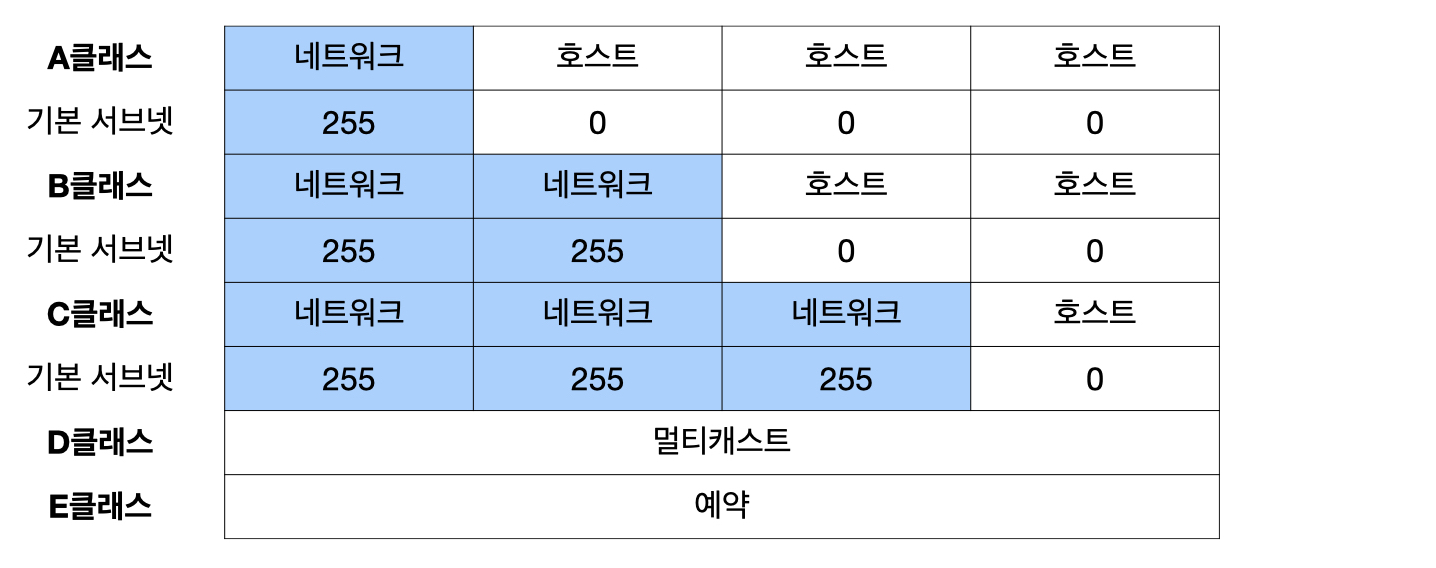 A클래스 네트워크 호스트 호스트 호스트
기본 서브넷 255 0 0 0
B클래스 네트워크 네트워크 호스트 호스트
기본 서브넷 255 255 0 0
C클래스 네트워크 네트워크 네트워크 호스트
기본 서브넷 255 255 255 0
D클래스 멀티캐스트
E클래스 예약